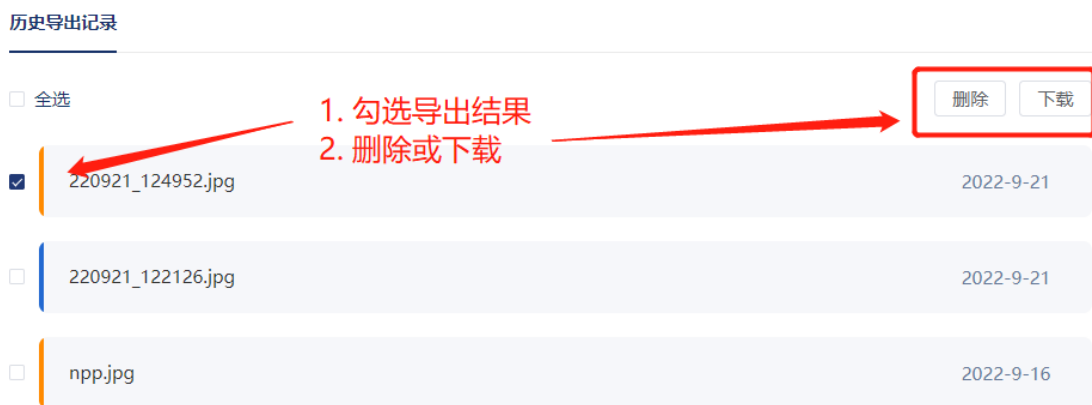 历史导出记录
全选
1. 勾选导出结果
2. 删除或下载
删除
下载
220921_124952.jpg
2022-9-21
220921_122126.jpg
2022-9-21
npp.jpg
2022-9-16